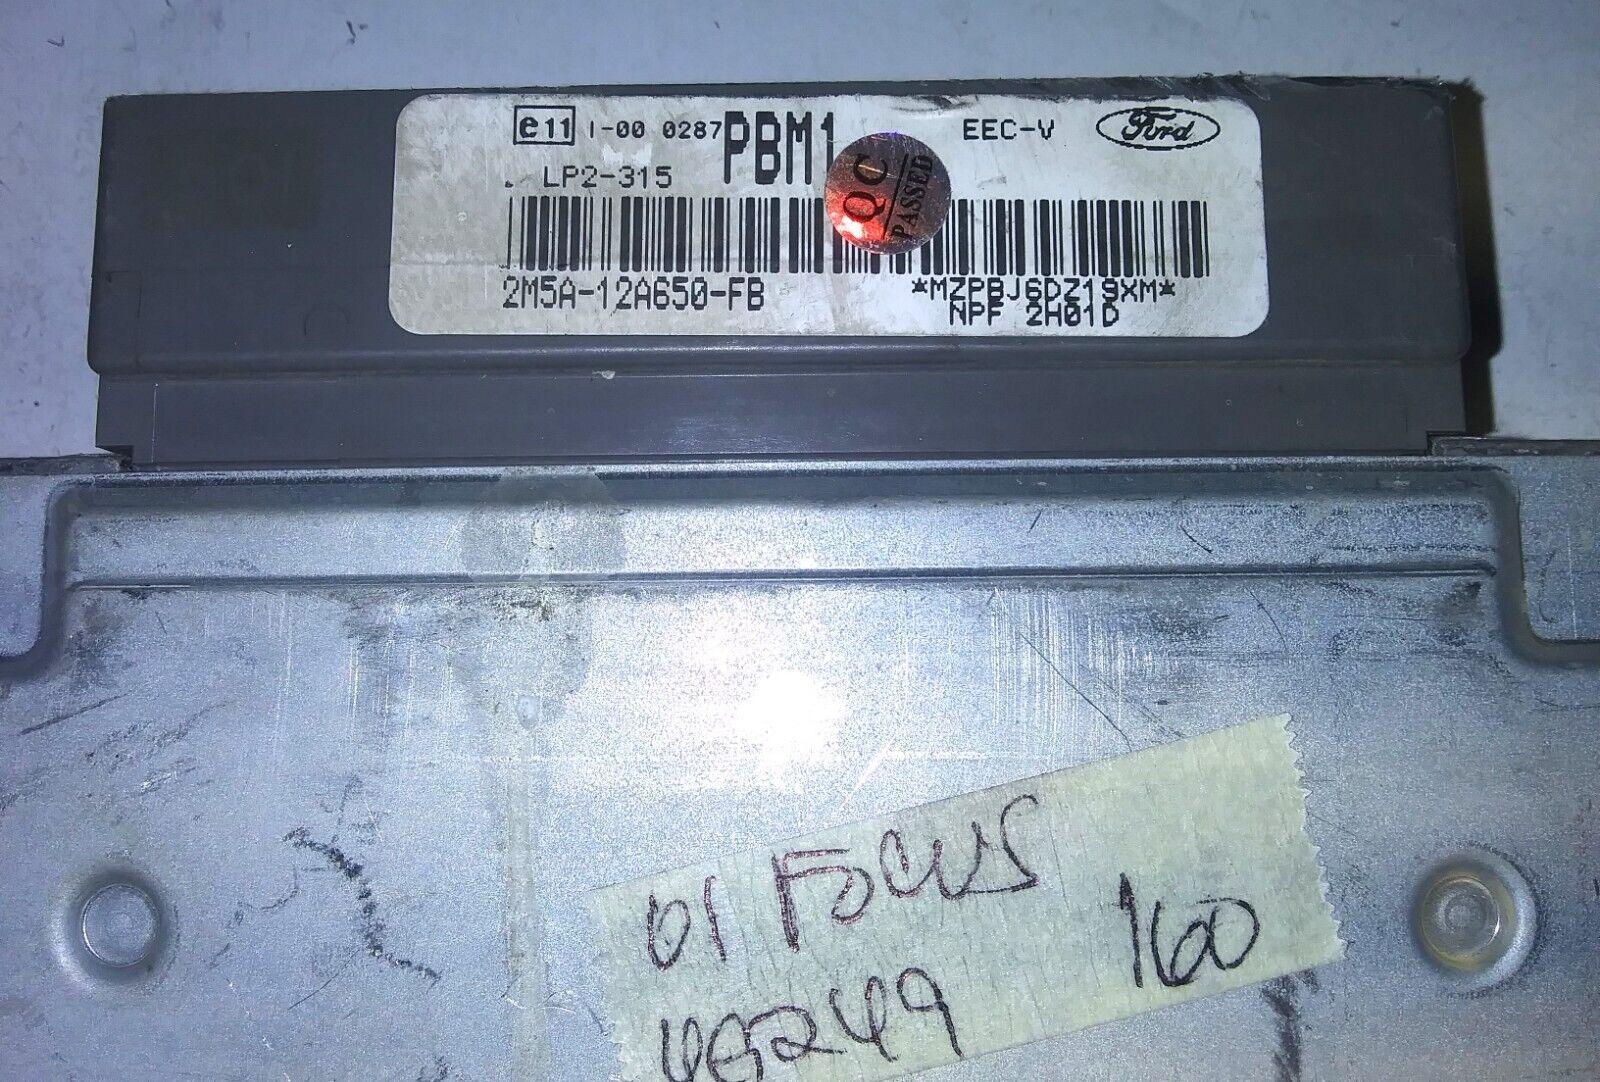 e11 I-00 0287 PBM1 EEC-V Ford
LP2-315
QC PASSED
2M5A-12A650-FB *MZPBJ6DZ19XM*
NPF 2H01D
01 Focus
160